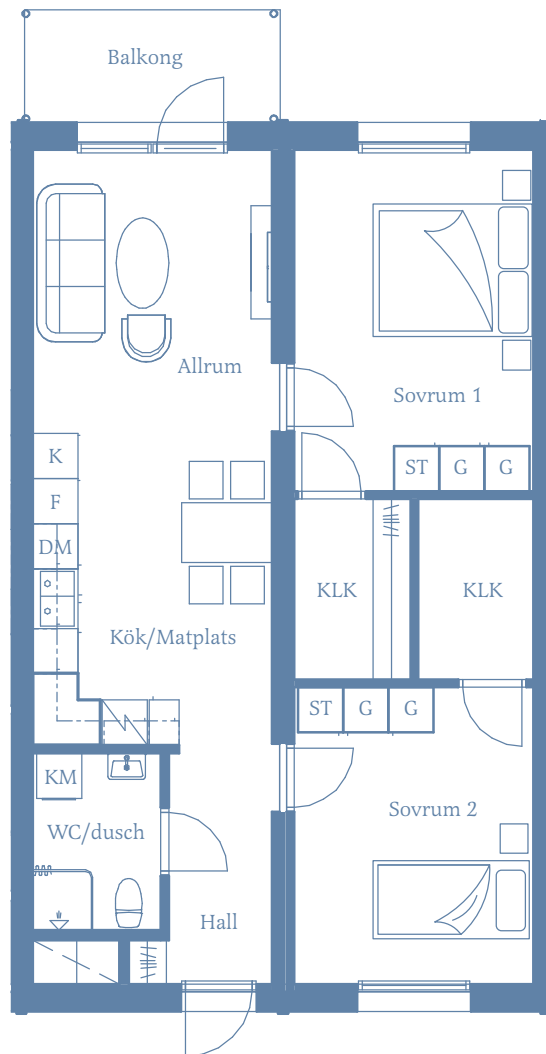 Balkong
Allrum
Sovrum 1
K
ST G G
F
DM
KLK KLK
Kök/Matplats
ST G G
KM
Sovrum 2
WC/dusch
Hall